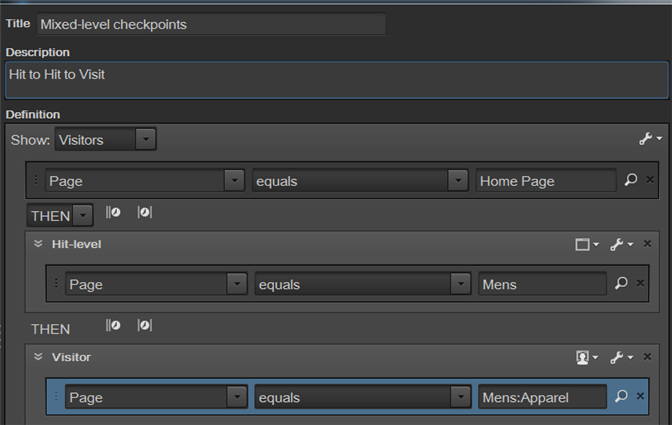 Title Mixed-level checkpoints
Description
Hit to Hit to Visit
Definition
Show: Visitors
Page equals Home Page
THEN
Hit-level
Page equals Mens
THEN
Visitor
Page equals Mens:Apparel